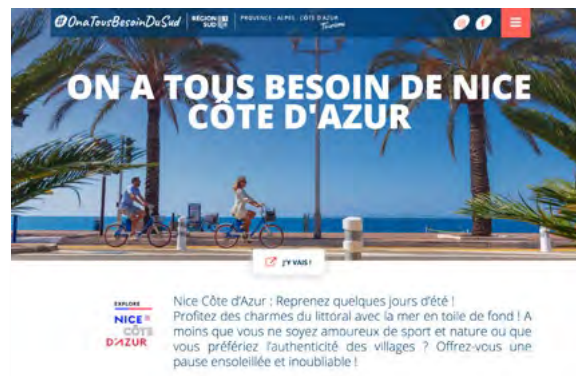 #OnaTousBesoinDuSud
RÉGION
SUD
PROVENCE - ALPES - CÔTE D'AZUR
Tourisme
ON A TOUS BESOIN DE NICE
CÔTE D'AZUR
J'Y VAIS !
EXPLORE
NICE
CÔTE
D'AZUR
Nice Côte d'Azur : Reprenez quelques jours d'été !
Profitez des charmes du littoral avec la mer en toile de fond ! A
moins que vous ne soyez amoureux de sport et nature ou que
vous préfériez l'authenticité des villages ? Offrez-vous une
pause ensoleillée et inoubliable !